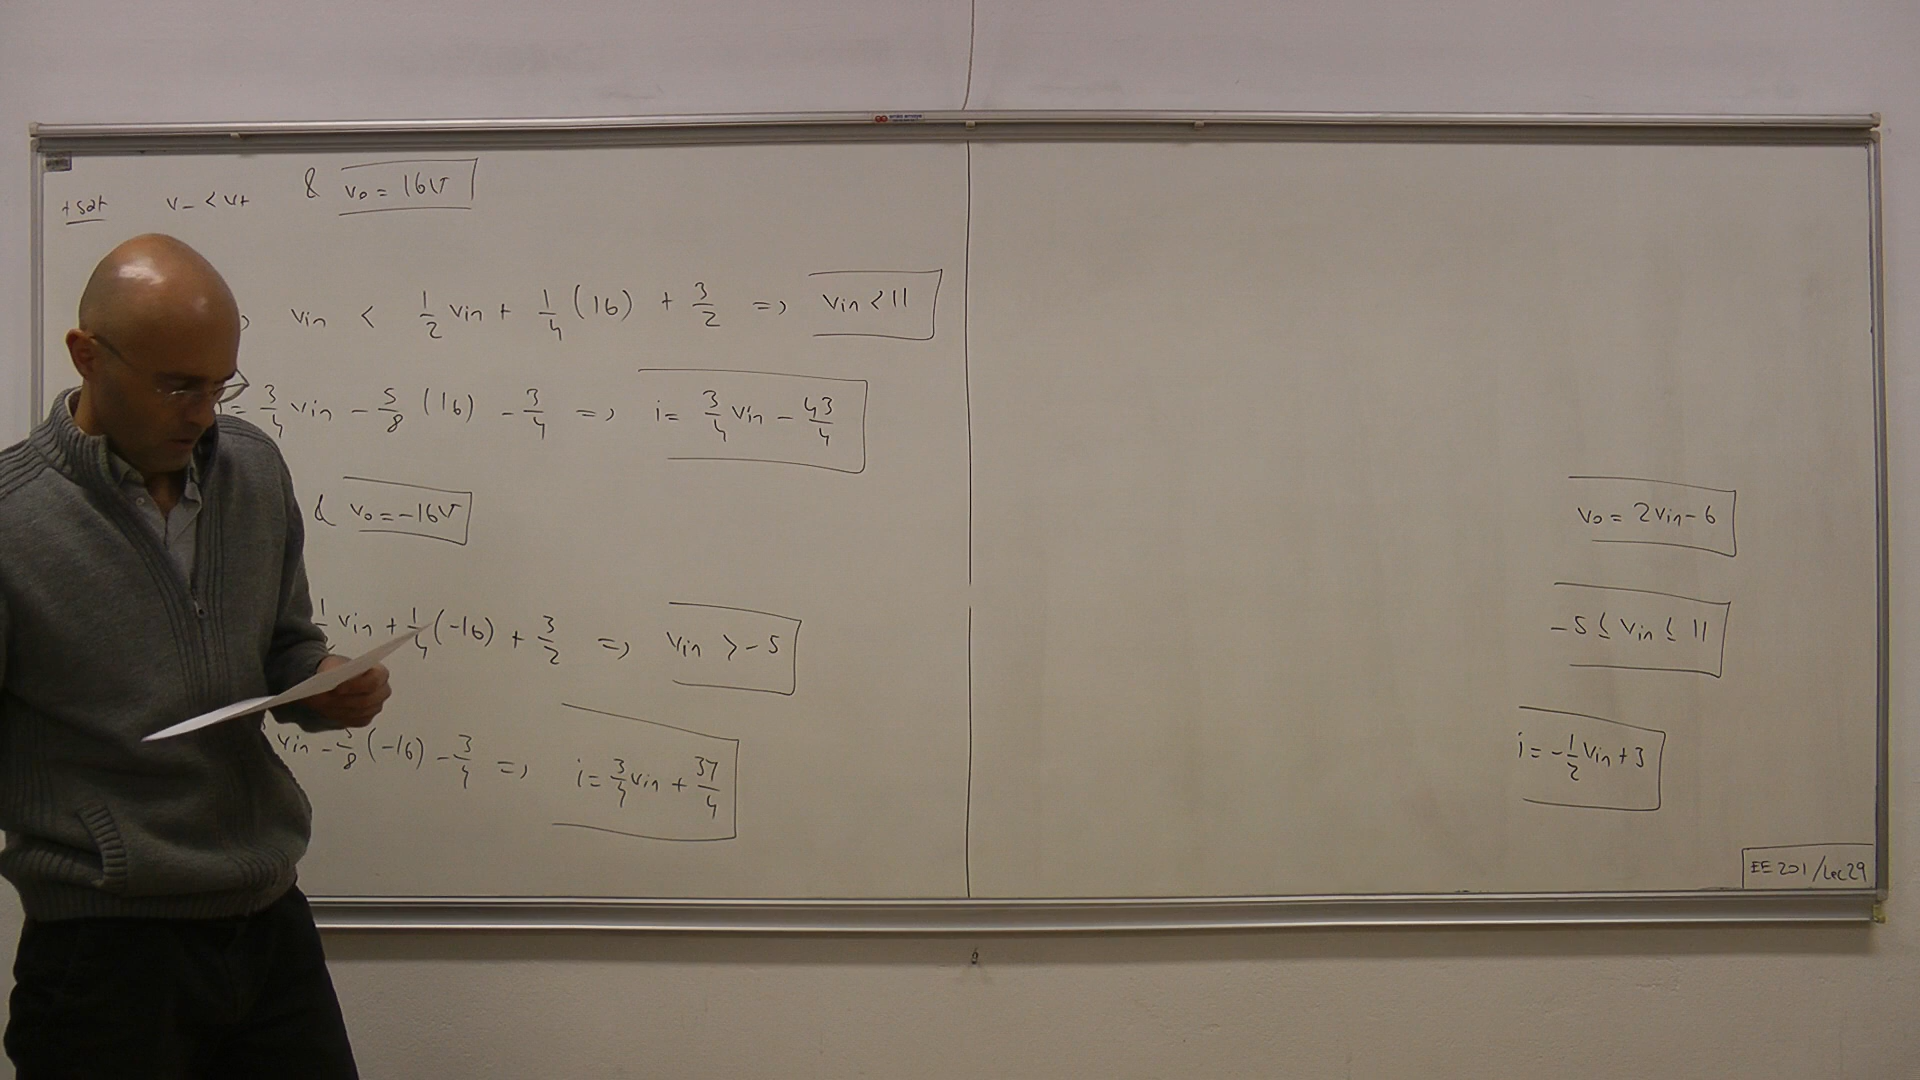 +sat v_ < v+ & v₀ = 16V
vin < 1/2 vin + 1/4 (16) + 3/2 => vin < 11
= 3/4 vin - 5/8 (16) - 3/4 => i = 3/4 vin - 43/4
& v₀ = -16V
vin + 1/4 (-16) + 3/2 => vin > -5
vin - 5/8 (-16) - 3/4 => i = 3/4 vin + 37/4
v₀ = 2vin - 6
-5 ≤ vin ≤ 11
i = -1/2 vin + 3
EE 201 / Lec29